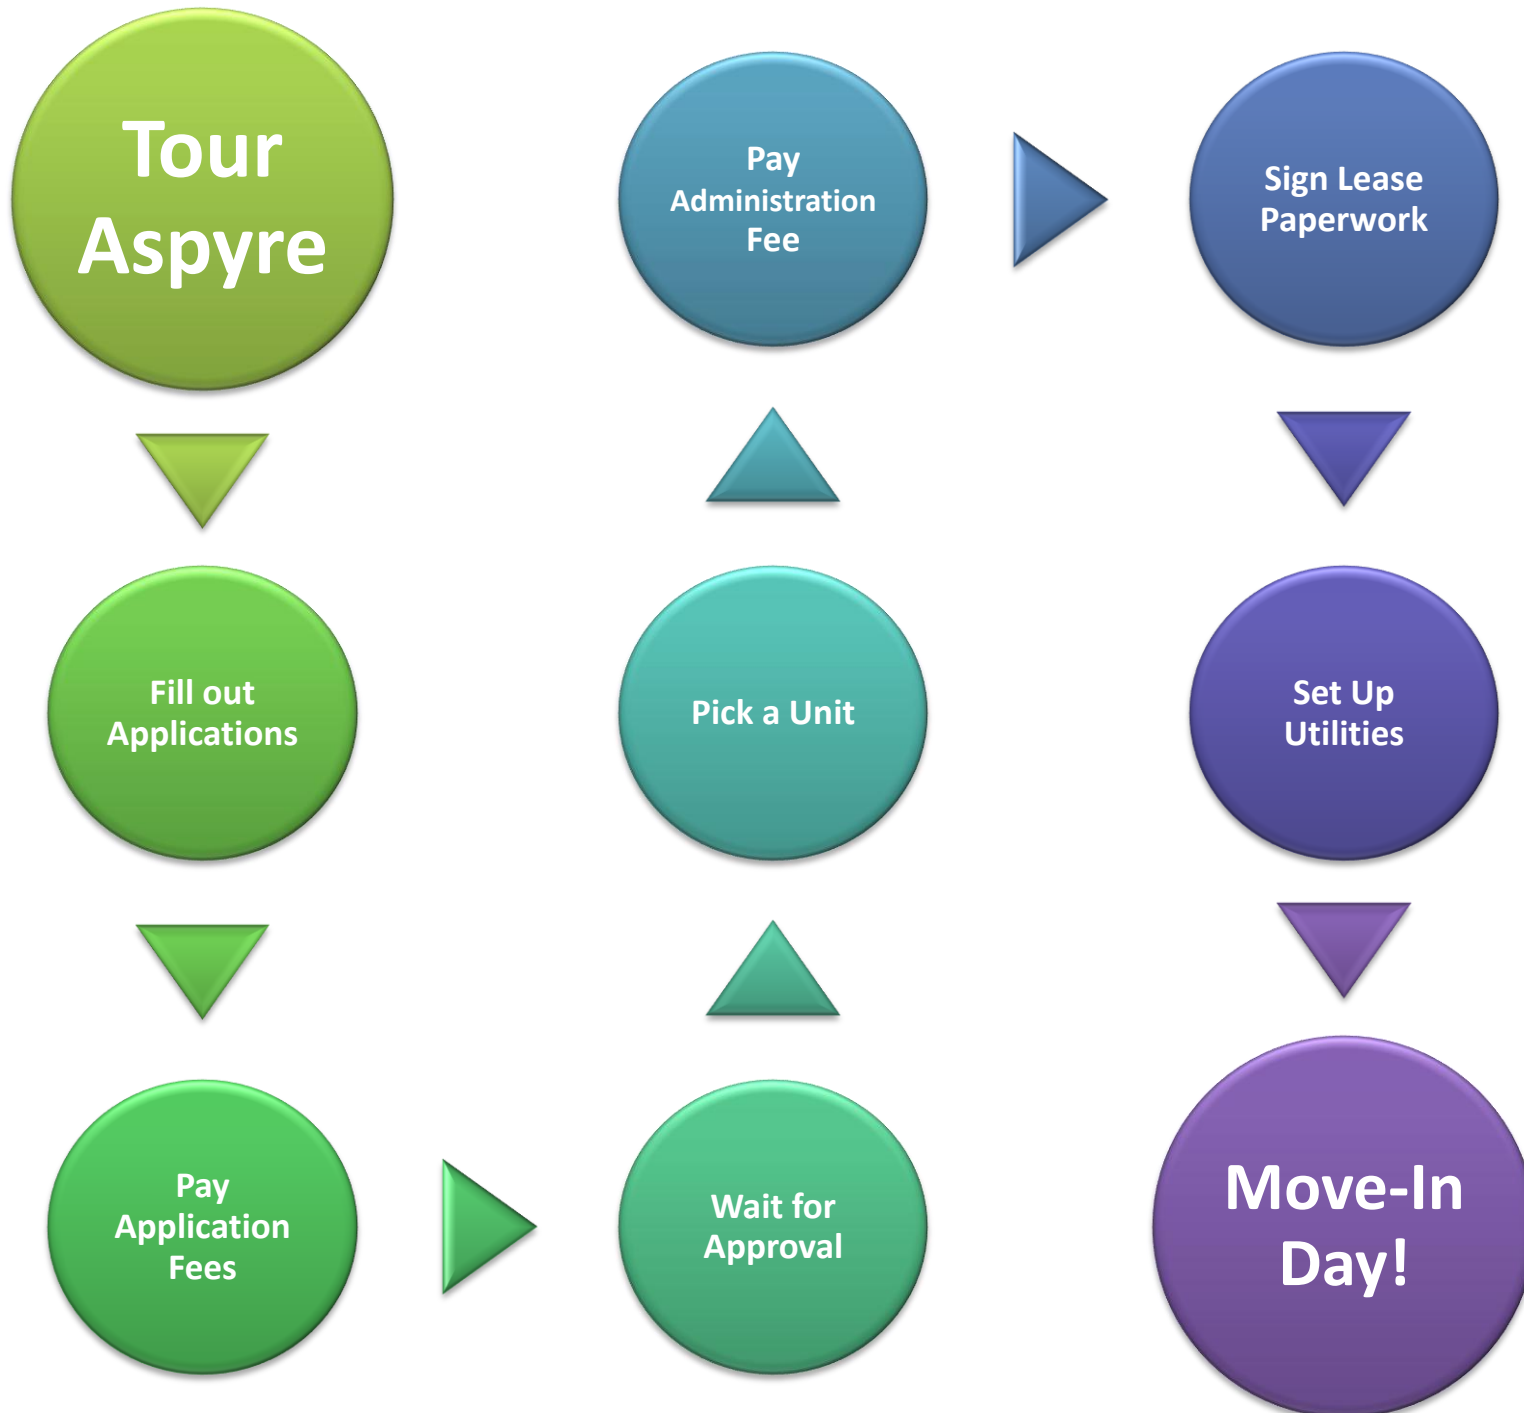 Tour
Aspyre
Fill out
Applications
Pay
Application
Fees
Wait for
Approval
Pick a Unit
Pay
Administration
Fee
Sign Lease
Paperwork
Set Up
Utilities
Move-In
Day!